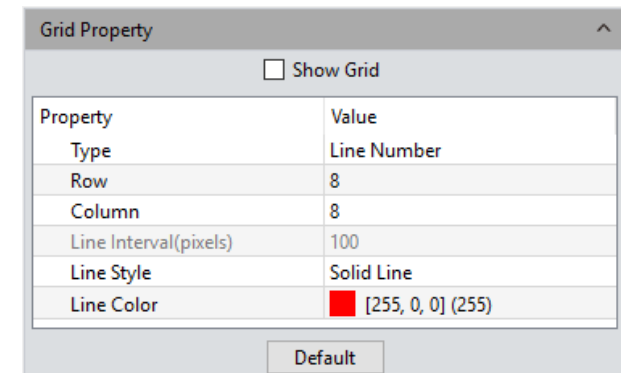 Grid Property
Show Grid
Property Value
Type Line Number
Row 8
Column 8
Line Interval(pixels) 100
Line Style Solid Line
Line Color [255, 0, 0] (255)
Default